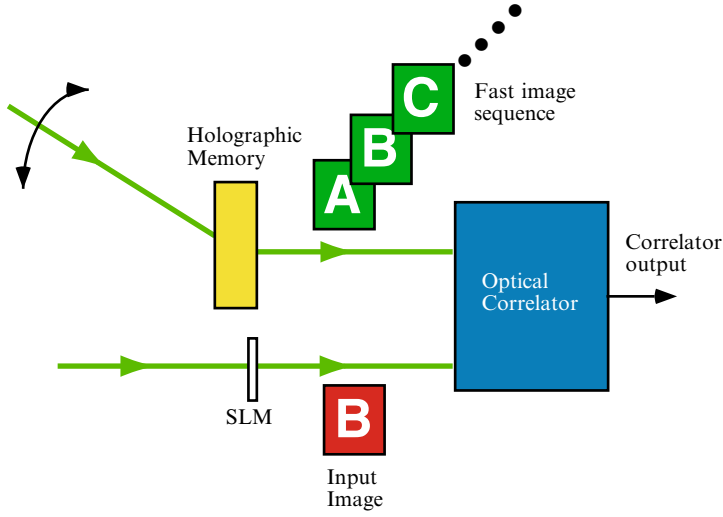 C
Fast image
sequence
B
Holographic
Memory
A
Correlator
output
Optical
Correlator
SLM
B
Input
Image